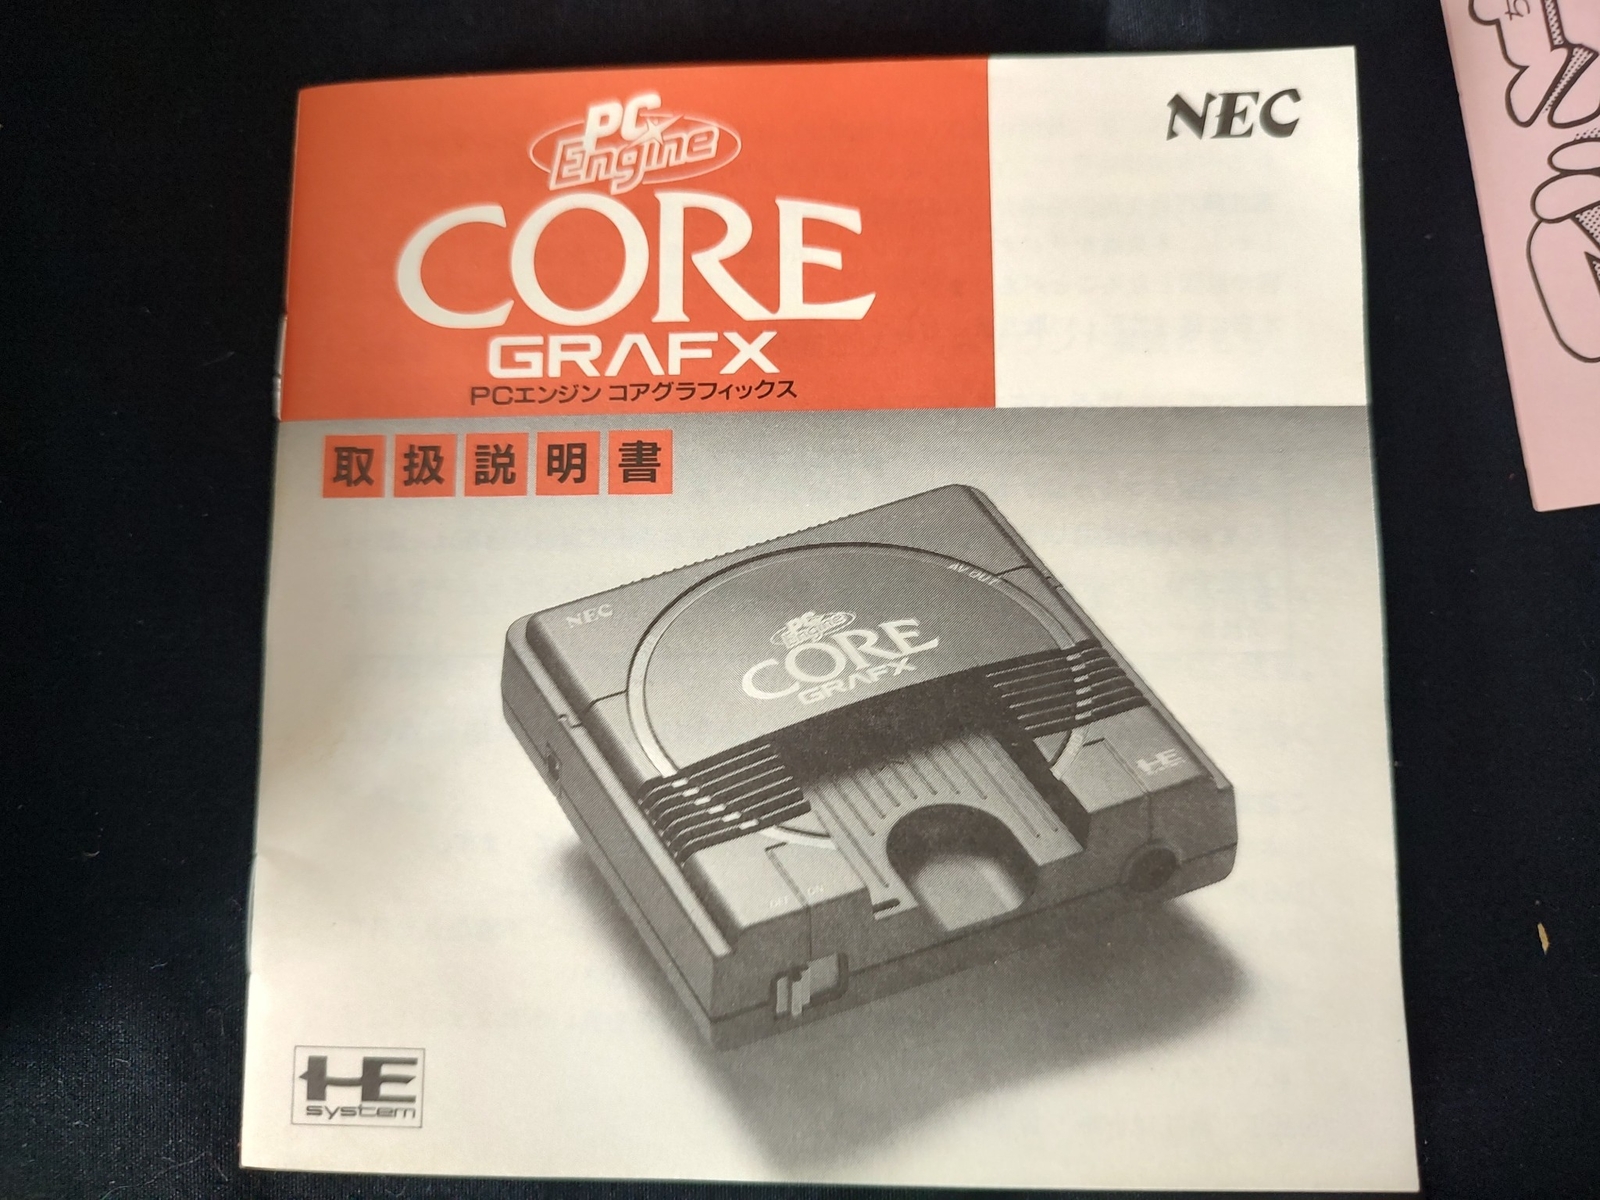 NEC
PC Engine
CORE
GRAFX
PCエンジン コアグラフィックス
取扱説明書
NEC
AV OUT
PC Engine
CORE
GRAFX
HE
OFF ON
HE
system
ち